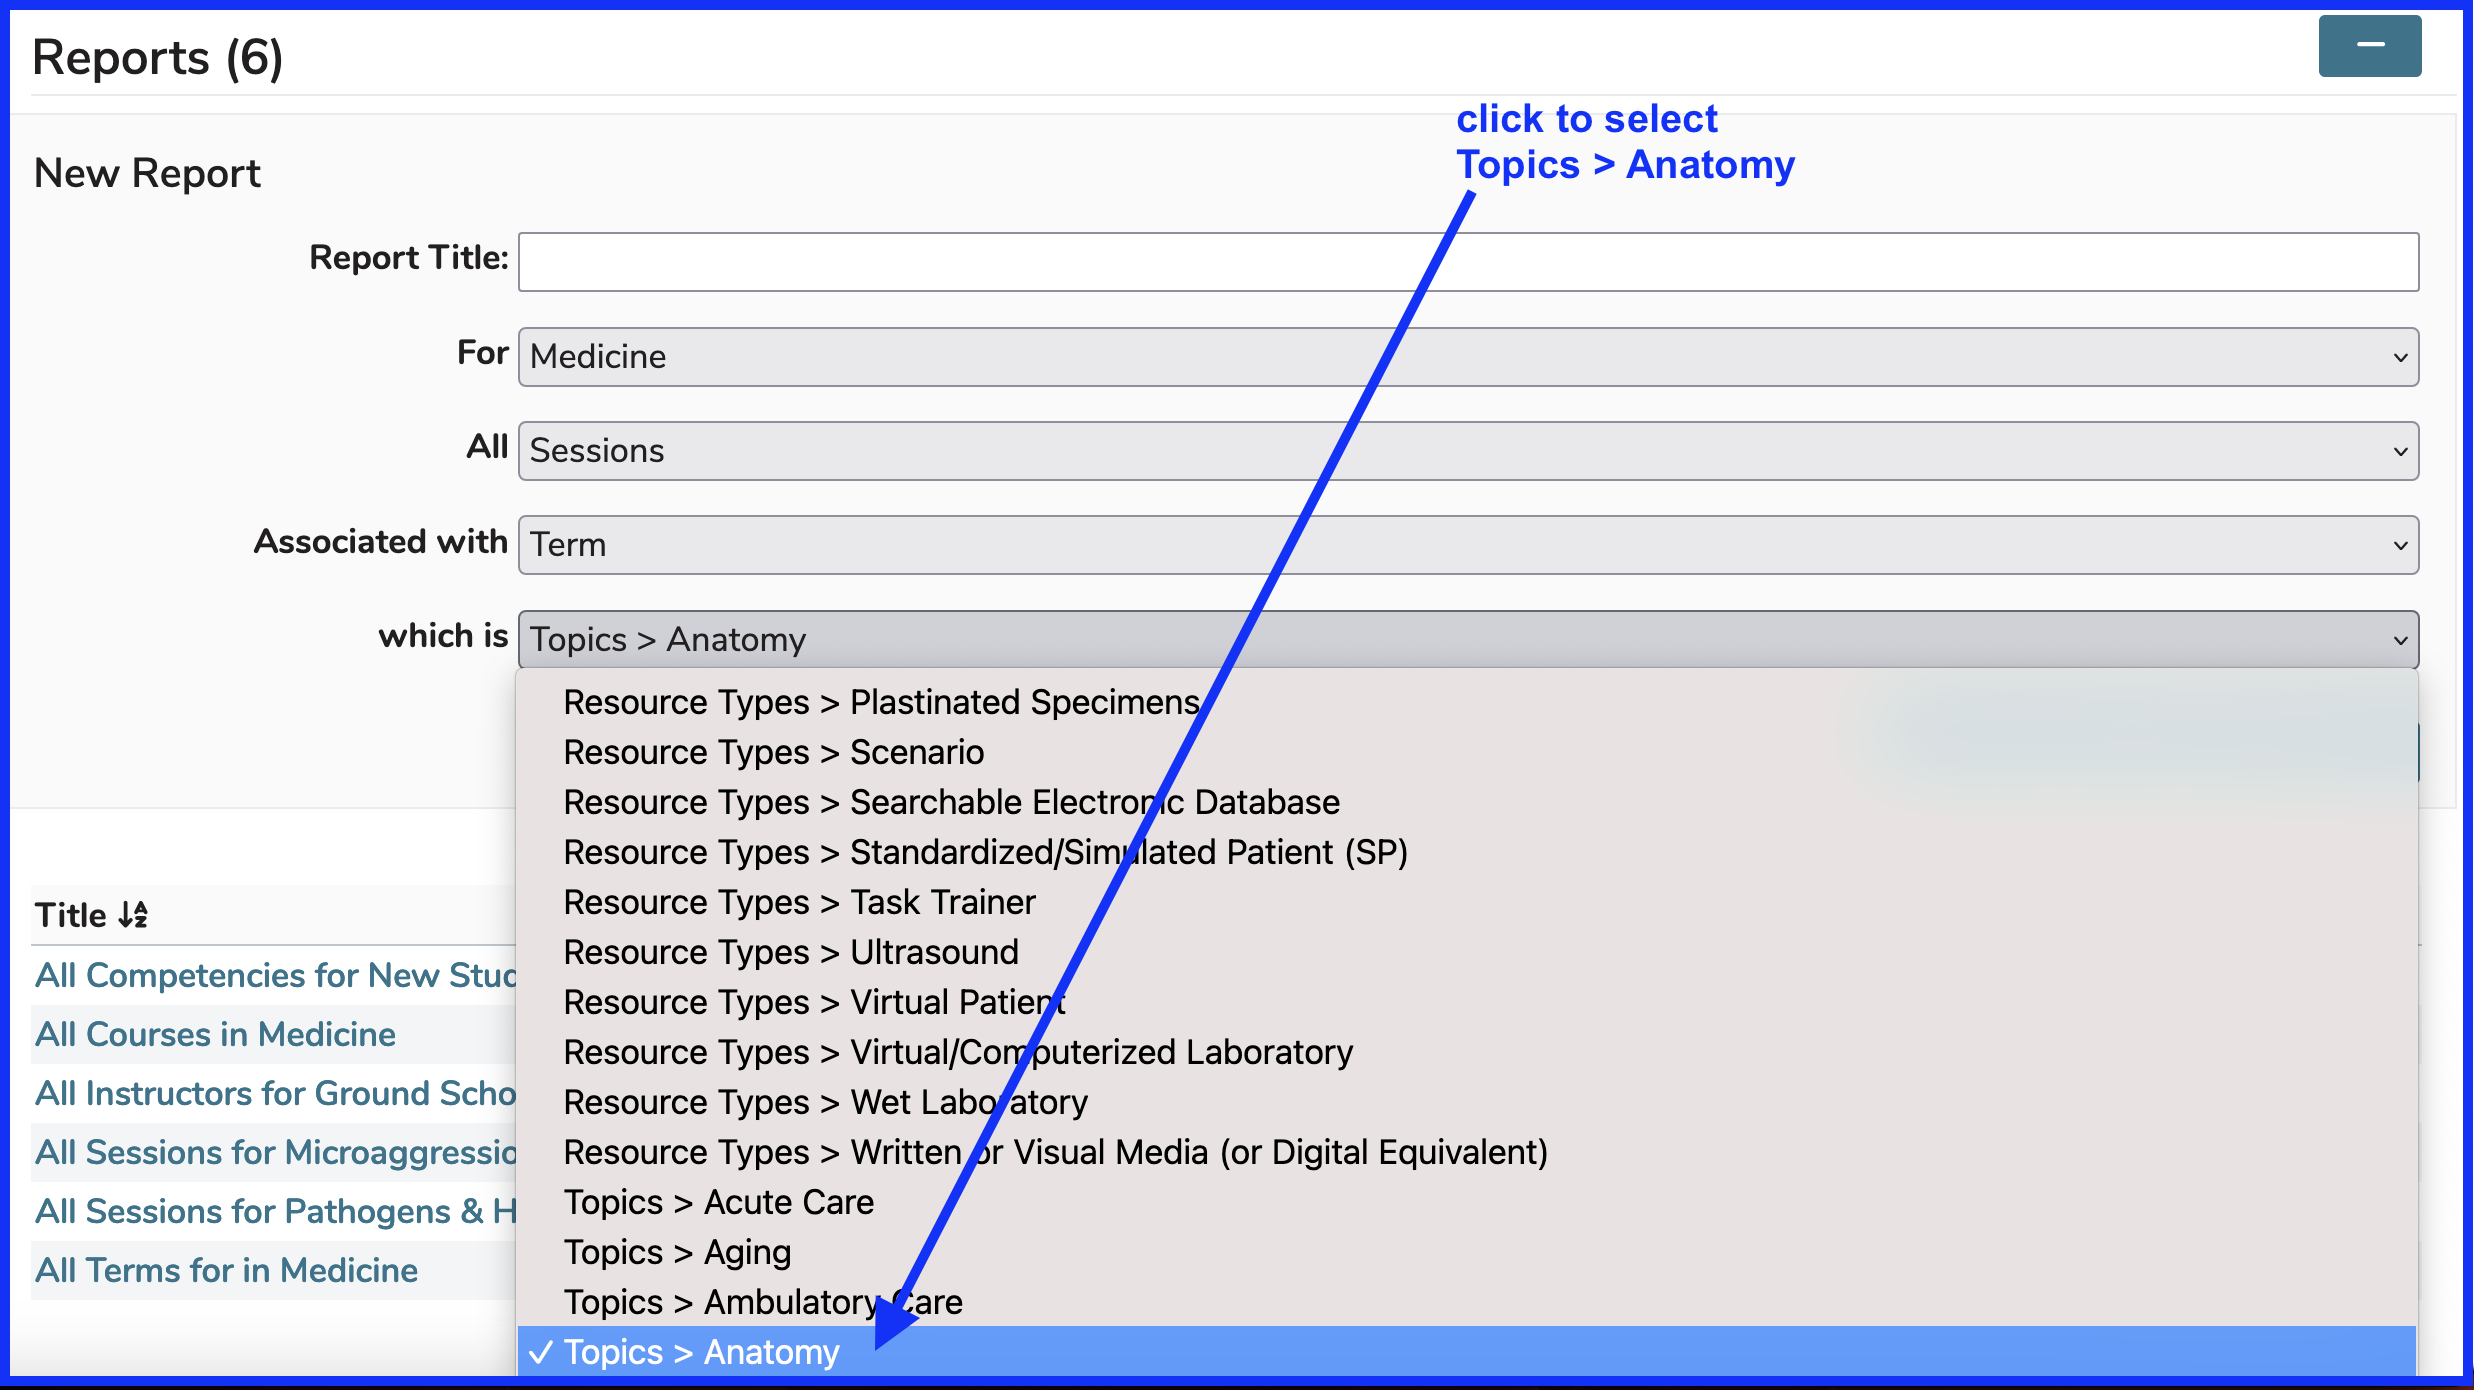 Reports (6)
click to select
Topics > Anatomy
New Report
Report Title:
For Medicine
All Sessions
Associated with Term
which is Topics > Anatomy
Resource Types > Plastinated Specimens
Resource Types > Scenario
Resource Types > Searchable Electronic Database
Resource Types > Standardized/Simulated Patient (SP)
Resource Types > Task Trainer
Resource Types > Ultrasound
Resource Types > Virtual Patient
Resource Types > Virtual/Computerized Laboratory
Resource Types > Wet Laboratory
Resource Types > Written or Visual Media (or Digital Equivalent)
Topics > Acute Care
Topics > Aging
Topics > Ambulatory Care
✓ Topics > Anatomy
Title
All Competencies for New Stud
All Courses in Medicine
All Instructors for Ground Scho
All Sessions for Microaggressio
All Sessions for Pathogens & H
All Terms for in Medicine